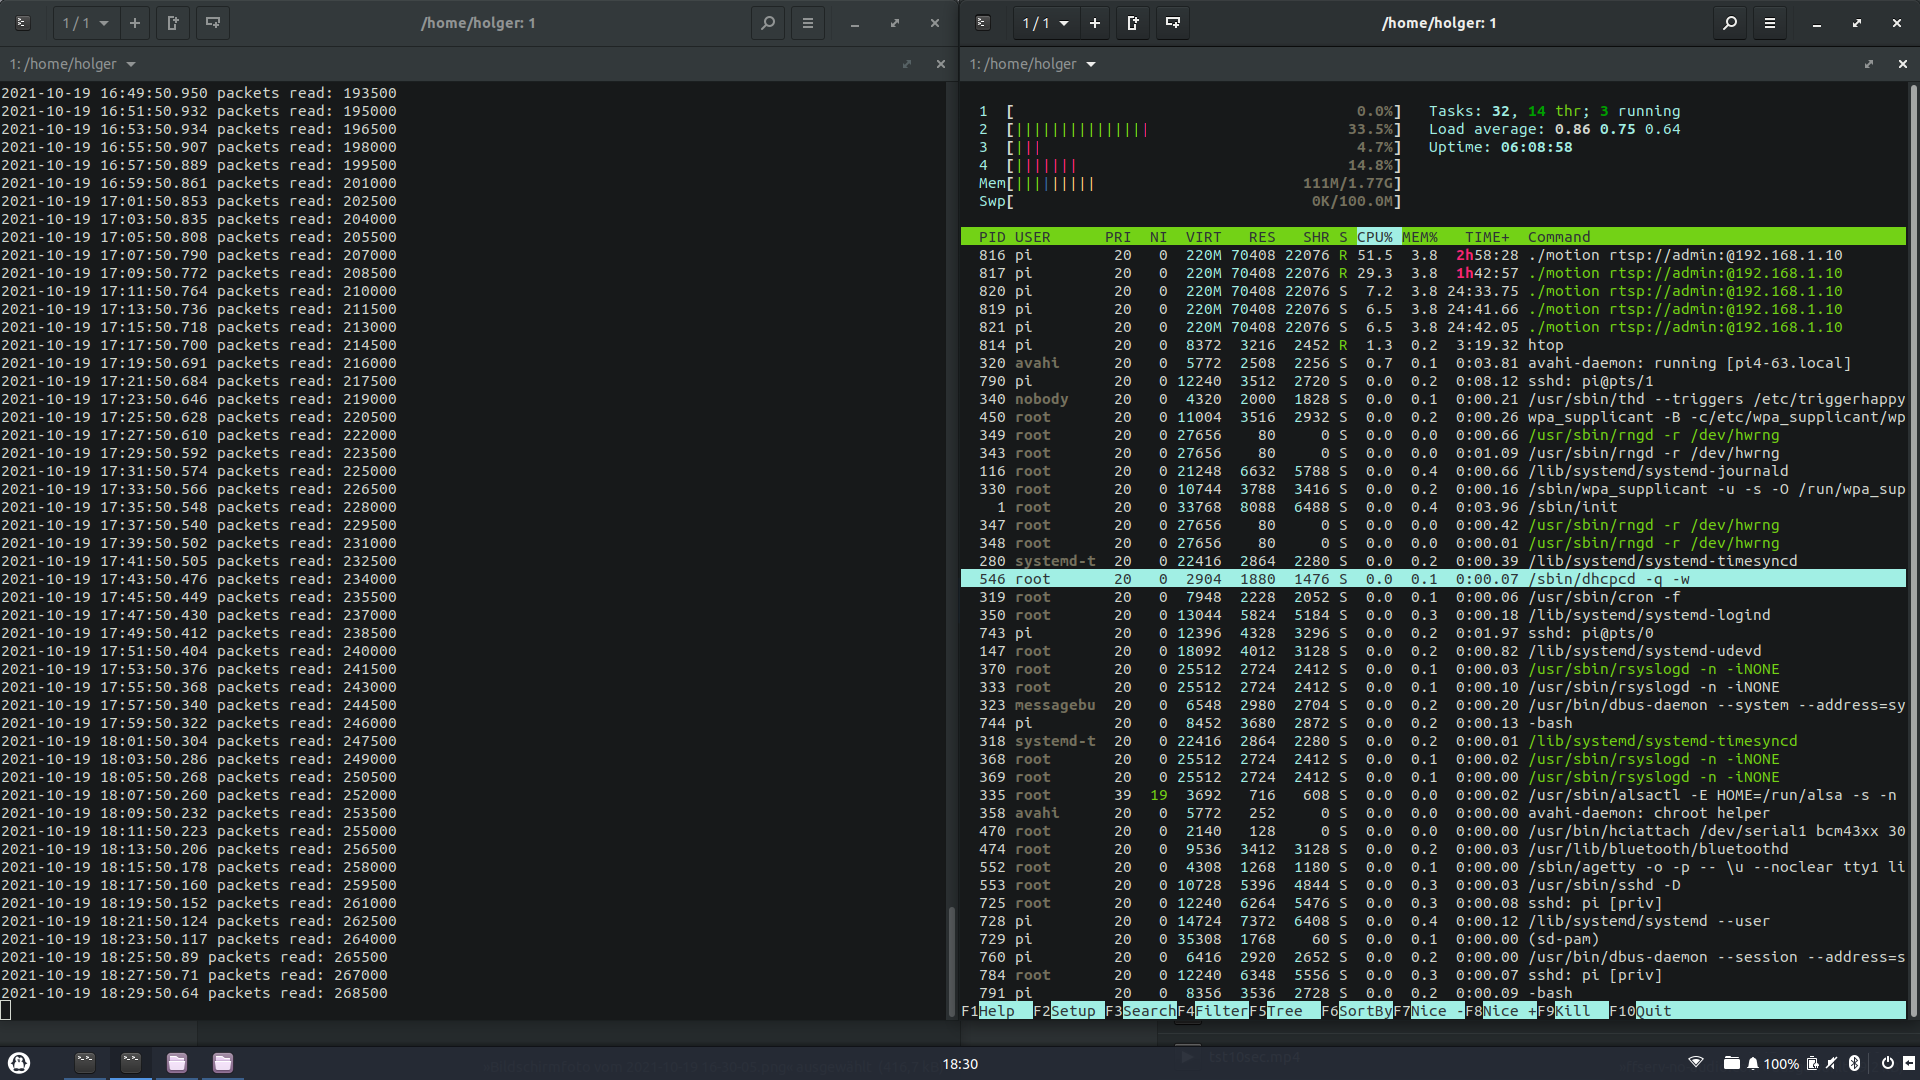 1 / 1
/home/holger: 1
1: /home/holger
2021-10-19 16:49:50.950 packets read: 193500
2021-10-19 16:51:50.932 packets read: 195000
2021-10-19 16:53:50.934 packets read: 196500
2021-10-19 16:55:50.907 packets read: 198000
2021-10-19 16:57:50.889 packets read: 199500
2021-10-19 16:59:50.861 packets read: 201000
2021-10-19 17:01:50.853 packets read: 202500
2021-10-19 17:03:50.835 packets read: 204000
2021-10-19 17:05:50.808 packets read: 205500
2021-10-19 17:07:50.790 packets read: 207000
2021-10-19 17:09:50.772 packets read: 208500
2021-10-19 17:11:50.764 packets read: 210000
2021-10-19 17:13:50.736 packets read: 211500
2021-10-19 17:15:50.718 packets read: 213000
2021-10-19 17:17:50.700 packets read: 214500
2021-10-19 17:19:50.691 packets read: 216000
2021-10-19 17:21:50.684 packets read: 217500
2021-10-19 17:23:50.646 packets read: 219000
2021-10-19 17:25:50.628 packets read: 220500
2021-10-19 17:27:50.610 packets read: 222000
2021-10-19 17:29:50.592 packets read: 223500
2021-10-19 17:31:50.574 packets read: 225000
2021-10-19 17:33:50.566 packets read: 226500
2021-10-19 17:35:50.548 packets read: 228000
2021-10-19 17:37:50.540 packets read: 229500
2021-10-19 17:39:50.502 packets read: 231000
2021-10-19 17:41:50.505 packets read: 232500
2021-10-19 17:43:50.476 packets read: 234000
2021-10-19 17:45:50.449 packets read: 235500
2021-10-19 17:47:50.430 packets read: 237000
2021-10-19 17:49:50.412 packets read: 238500
2021-10-19 17:51:50.404 packets read: 240000
2021-10-19 17:53:50.376 packets read: 241500
2021-10-19 17:55:50.368 packets read: 243000
2021-10-19 17:57:50.340 packets read: 244500
2021-10-19 17:59:50.322 packets read: 246000
2021-10-19 18:01:50.304 packets read: 247500
2021-10-19 18:03:50.286 packets read: 249000
2021-10-19 18:05:50.268 packets read: 250500
2021-10-19 18:07:50.260 packets read: 252000
2021-10-19 18:09:50.232 packets read: 253500
2021-10-19 18:11:50.223 packets read: 255000
2021-10-19 18:13:50.206 packets read: 256500
2021-10-19 18:15:50.178 packets read: 258000
2021-10-19 18:17:50.160 packets read: 259500
2021-10-19 18:19:50.152 packets read: 261000
2021-10-19 18:21:50.124 packets read: 262500
2021-10-19 18:23:50.117 packets read: 264000
2021-10-19 18:25:50.89 packets read: 265500
2021-10-19 18:27:50.71 packets read: 267000
2021-10-19 18:29:50.64 packets read: 268500
1 / 1
/home/holger: 1
1: /home/holger
1 [ 0.0%] Tasks: 32, 14 thr; 3 running
2 [|||||||||||||||33.5%] Load average: 0.86 0.75 0.64
3 [||| 4.7%] Uptime: 06:08:58
4 [||||||| 14.8%]
Mem[||||||||| 111M/1.77G]
Swp[ 0K/100.0M]
PID USER PRI NI VIRT RES SHR S CPU% MEM% TIME+ Command
816 pi 20 0 220M 70408 22076 R 51.5 3.8 2h58:28 ./motion rtsp://admin:@192.168.1.10
817 pi 20 0 220M 70408 22076 R 29.3 3.8 1h42:57 ./motion rtsp://admin:@192.168.1.10
820 pi 20 0 220M 70408 22076 S 7.2 3.8 24:33.75 ./motion rtsp://admin:@192.168.1.10
819 pi 20 0 220M 70408 22076 S 6.5 3.8 24:41.66 ./motion rtsp://admin:@192.168.1.10
821 pi 20 0 220M 70408 22076 S 6.5 3.8 24:42.05 ./motion rtsp://admin:@192.168.1.10
814 pi 20 0 8372 3216 2452 R 1.3 0.2 3:19.32 htop
320 avahi 20 0 5772 2508 2256 S 0.7 0.1 0:03.81 avahi-daemon: running [pi4-63.local]
790 pi 20 0 12240 3512 2720 S 0.0 0.2 0:08.12 sshd: pi@pts/1
340 nobody 20 0 4320 2000 1828 S 0.0 0.1 0:00.21 /usr/sbin/thd --triggers /etc/triggerhappy
450 root 20 0 11004 3516 2932 S 0.0 0.2 0:00.26 wpa_supplicant -B -c/etc/wpa_supplicant/wp
349 root 20 0 27656 80 0 S 0.0 0.0 0:00.66 /usr/sbin/rngd -r /dev/hwrng
343 root 20 0 27656 80 0 S 0.0 0.0 0:01.09 /usr/sbin/rngd -r /dev/hwrng
116 root 20 0 21248 6632 5788 S 0.0 0.4 0:00.66 /lib/systemd/systemd-journald
330 root 20 0 10744 3788 3416 S 0.0 0.2 0:00.16 /sbin/wpa_supplicant -u -s -O /run/wpa_sup
1 root 20 0 33768 8088 6488 S 0.0 0.4 0:03.96 /sbin/init
347 root 20 0 27656 80 0 S 0.0 0.0 0:00.42 /usr/sbin/rngd -r /dev/hwrng
348 root 20 0 27656 80 0 S 0.0 0.0 0:00.01 /usr/sbin/rngd -r /dev/hwrng
280 systemd-t 20 0 22416 2864 2280 S 0.0 0.2 0:00.39 /lib/systemd/systemd-timesyncd
546 root 20 0 2904 1880 1476 S 0.0 0.1 0:00.07 /sbin/dhcpcd -q -w
319 root 20 0 7948 2228 2052 S 0.0 0.1 0:00.06 /usr/sbin/cron -f
350 root 20 0 13044 5824 5184 S 0.0 0.3 0:00.18 /lib/systemd/systemd-logind
743 pi 20 0 12396 4328 3296 S 0.0 0.2 0:01.97 sshd: pi@pts/0
147 root 20 0 18092 4012 3128 S 0.0 0.2 0:00.82 /lib/systemd/systemd-udevd
370 root 20 0 25512 2724 2412 S 0.0 0.1 0:00.03 /usr/sbin/rsyslogd -n -iNONE
333 root 20 0 25512 2724 2412 S 0.0 0.1 0:00.10 /usr/sbin/rsyslogd -n -iNONE
323 messagebu 20 0 6548 2980 2704 S 0.0 0.2 0:00.20 /usr/bin/dbus-daemon --system --address=sy
744 pi 20 0 8452 3680 2872 S 0.0 0.2 0:00.13 -bash
318 systemd-t 20 0 22416 2864 2280 S 0.0 0.2 0:00.01 /lib/systemd/systemd-timesyncd
368 root 20 0 25512 2724 2412 S 0.0 0.1 0:00.02 /usr/sbin/rsyslogd -n -iNONE
369 root 20 0 25512 2724 2412 S 0.0 0.1 0:00.00 /usr/sbin/rsyslogd -n -iNONE
335 root 39 19 3692 716 608 S 0.0 0.0 0:00.02 /usr/sbin/alsactl -E HOME=/run/alsa -s -n
358 avahi 20 0 5772 252 0 S 0.0 0.0 0:00.00 avahi-daemon: chroot helper
470 root 20 0 2140 128 0 S 0.0 0.0 0:00.00 /usr/bin/hciattach /dev/serial1 bcm43xx 30
474 root 20 0 9536 3412 3128 S 0.0 0.2 0:00.03 /usr/lib/bluetooth/bluetoothd
552 root 20 0 4308 1268 1180 S 0.0 0.1 0:00.00 /sbin/agetty -o -p -- \u --noclear tty1 li
553 root 20 0 10728 5396 4844 S 0.0 0.3 0:00.03 /usr/sbin/sshd -D
725 root 20 0 12240 6264 5476 S 0.0 0.3 0:00.08 sshd: pi [priv]
728 pi 20 0 14724 7372 6408 S 0.0 0.4 0:00.12 /lib/systemd/systemd --user
729 pi 20 0 35308 1768 60 S 0.0 0.1 0:00.00 (sd-pam)
760 pi 20 0 6416 2920 2652 S 0.0 0.2 0:00.00 /usr/bin/dbus-daemon --session --address=s
784 root 20 0 12240 6348 5556 S 0.0 0.3 0:00.07 sshd: pi [priv]
791 pi 20 0 8356 3536 2728 S 0.0 0.2 0:00.09 -bash
F1Help F2Setup F3SearchF4FilterF5Tree F6SortByF7Nice -F8Nice +F9Kill F10Quit
18:30
100%